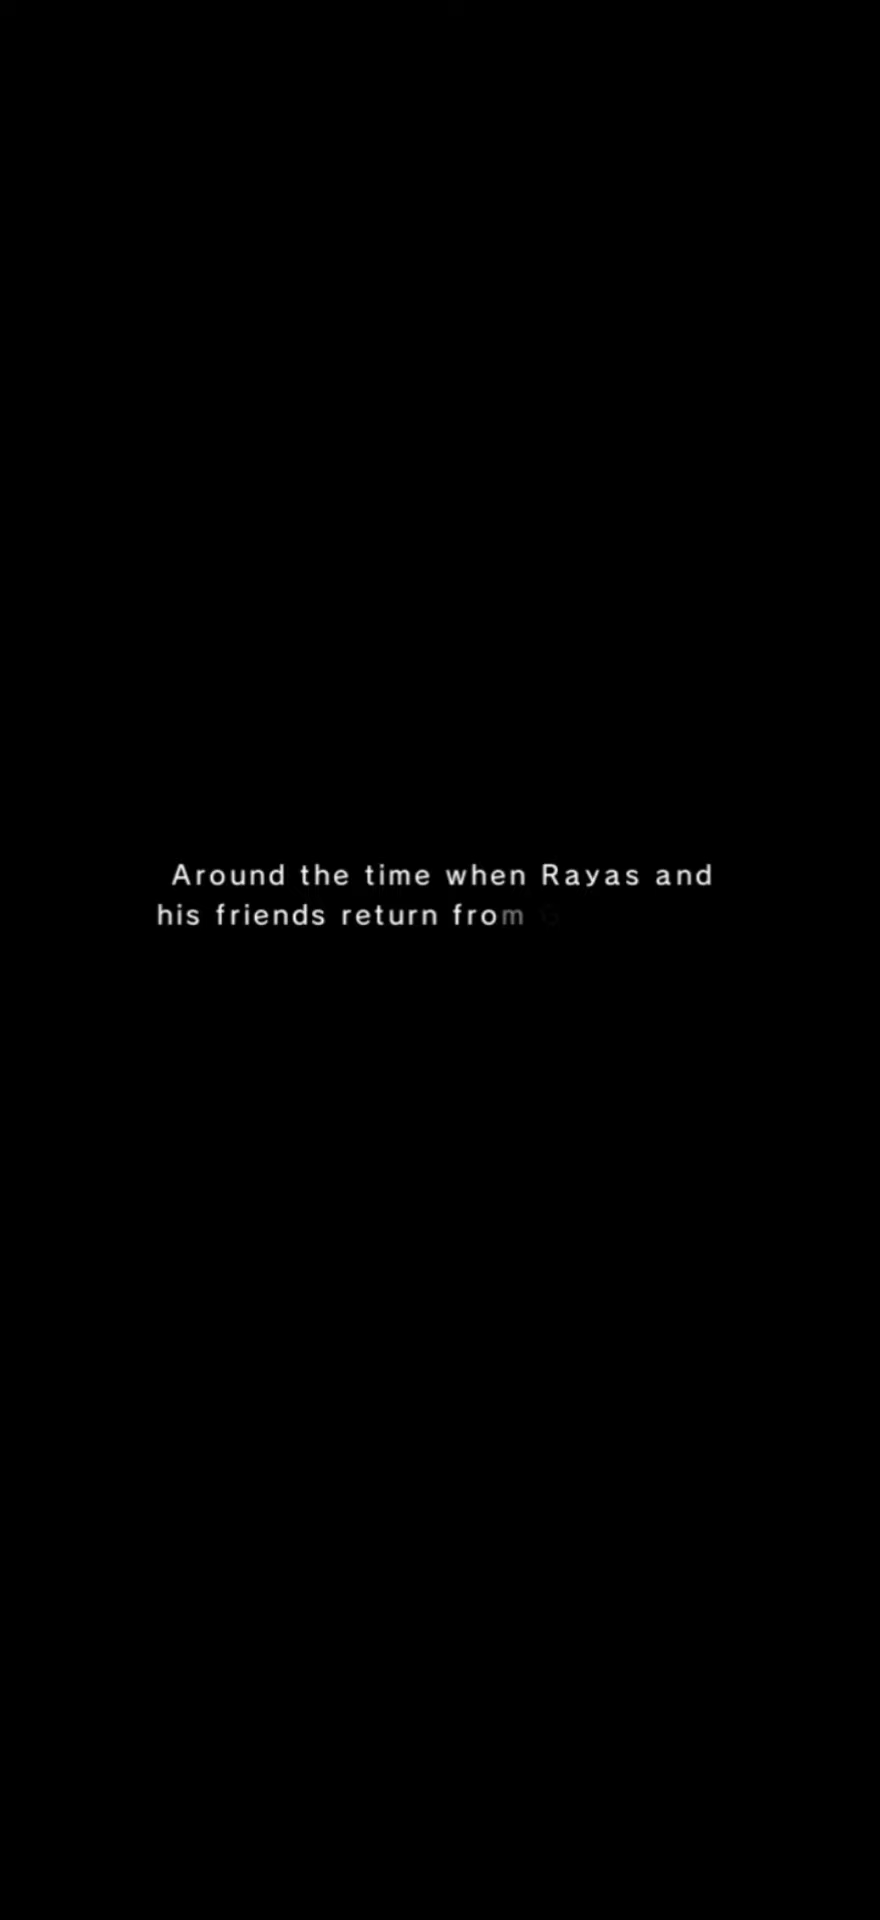 Around the time when Rayas and
his friends return from